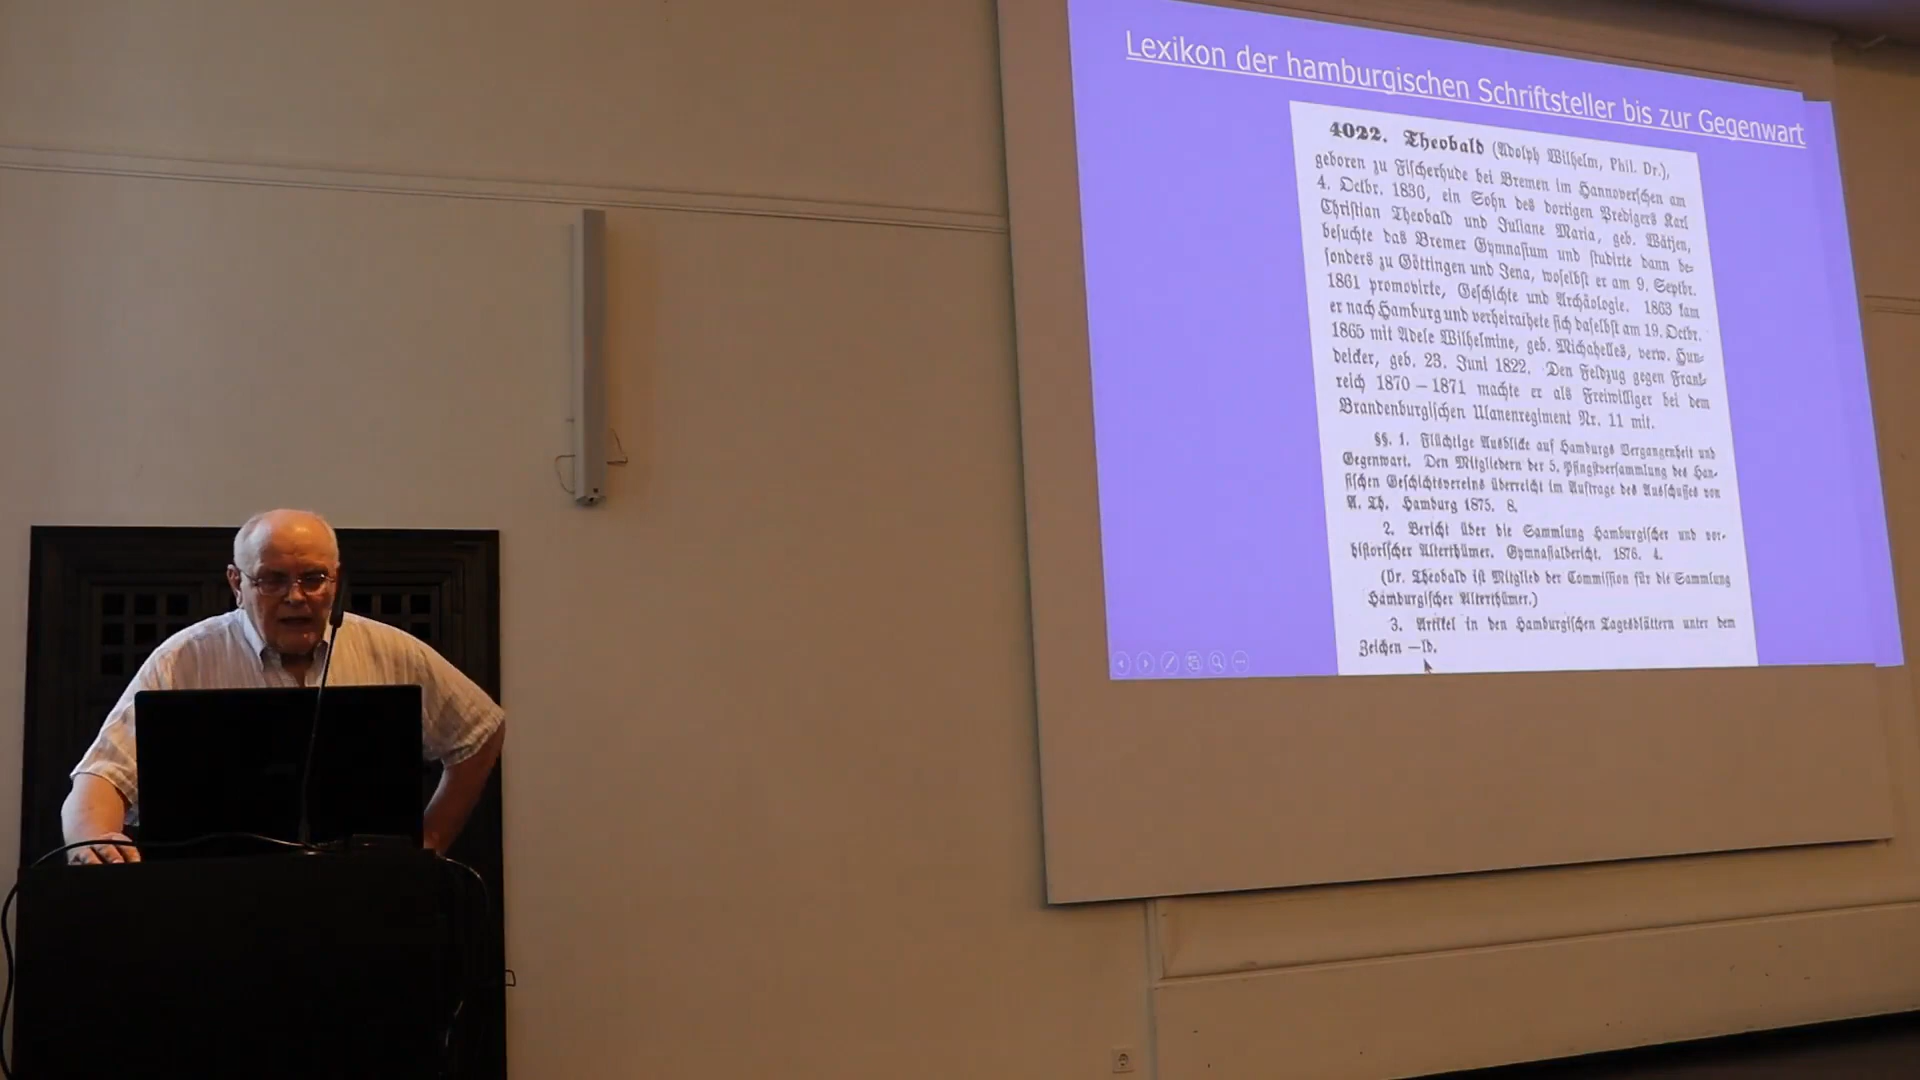 Lexikon der hamburgischen Schriftsteller bis zur Gegenwart
4022. Theobald (Adolph Wilhelm, Phil. Dr.),
geboren zu Fischerhude bei Bremen im Hannoverschen am
4. Octbr. 1836, ein Sohn des dortigen Predigers Karl
Christian Theobald und Juliane Maria, geb. Wätjen,
besuchte das Bremer Gymnasium und studirte dann be-
sonders zu Göttingen und Jena, woselbst er am 9. Septbr.
1861 promovirte, Geschichte und Archäologie. 1863 kam
er nach Hamburg und verheirathete sich daselbst am 19. Octbr.
1865 mit Adele Wilhelmine, geb. Michahelles, verw. Hun-
deicker, geb. 23. Juni 1822. Den Feldzug gegen Frank-
reich 1870 – 1871 machte er als Freiwilliger bei dem
Brandenburgischen Ulanenregiment Nr. 11 mit.
§§. 1. Flüchtige Ausblicke auf Hamburgs Vergangenheit und
Gegenwart. Den Mitgliedern der 5. Pfingstversammlung des Han-
sischen Geschichtsvereins überreicht im Auftrage des Ausschusses von
A. Th. Hamburg 1875. 8.
2. Bericht über die Sammlung Hamburgischer und vor-
historischer Alterthümer. Gymnasialbericht. 1876. 4.
(Dr. Theobald ist Mitglied der Commission für die Sammlung
Hamburgischer Alterthümer.)
3. Artikel in den Hamburgischen Tagesblättern unter dem
Zeichen —ld.